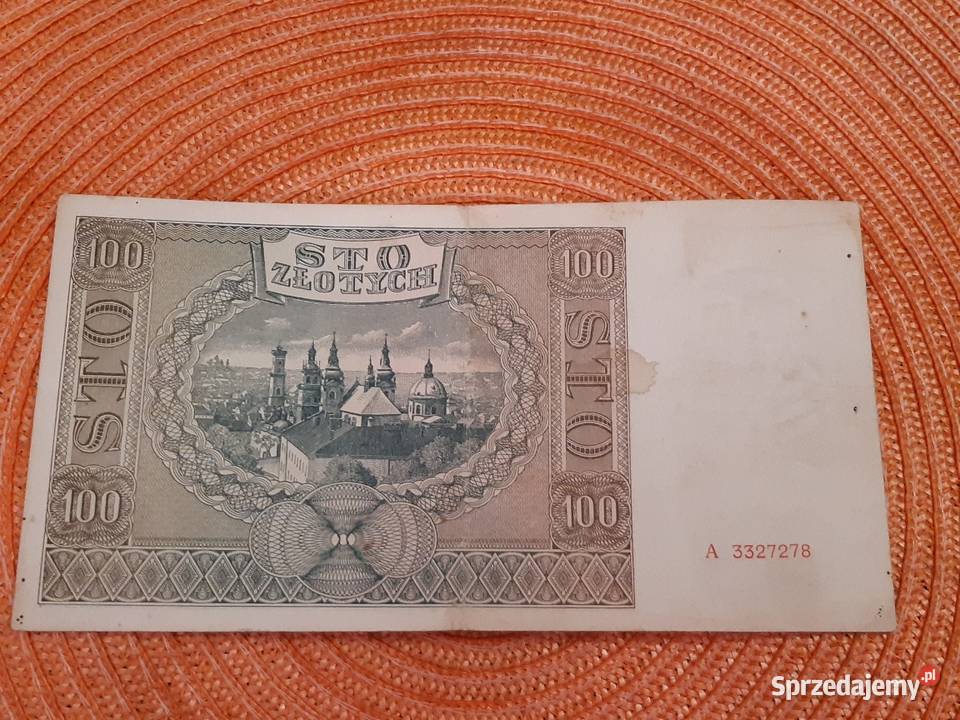 100
STO
ZŁOTYCH
100
STO
STO
100
100
A 3327278
Sprzedajemy.pl